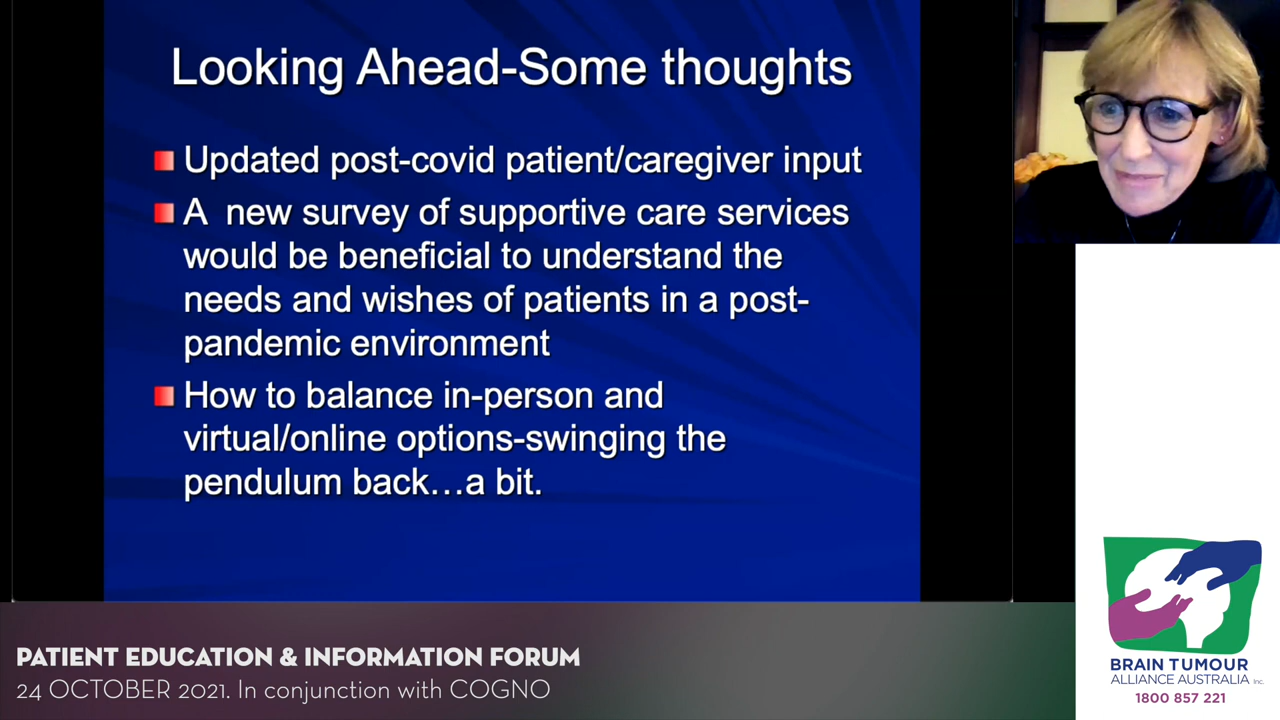 Looking Ahead-Some thoughts
Updated post-covid patient/caregiver input
A new survey of supportive care services
would be beneficial to understand the
needs and wishes of patients in a post-
pandemic environment
How to balance in-person and
virtual/online options-swinging the
pendulum back…a bit.
PATIENT EDUCATION & INFORMATION FORUM
24 OCTOBER 2021. In conjunction with COGNO
BRAIN TUMOUR
ALLIANCE AUSTRALIA Inc.
1800 857 221